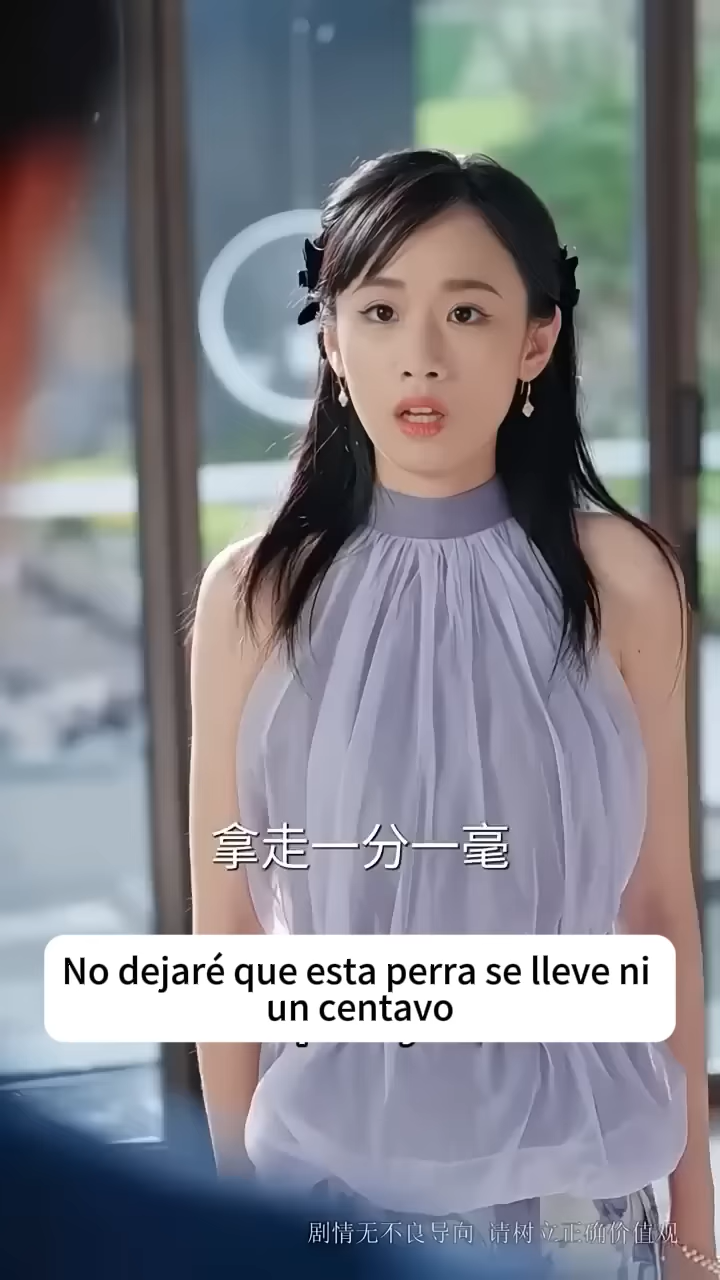 拿走一分一毫
No dejaré que esta perra se lleve ni
un centavo
剧情无不良导向 请树立正确价值观